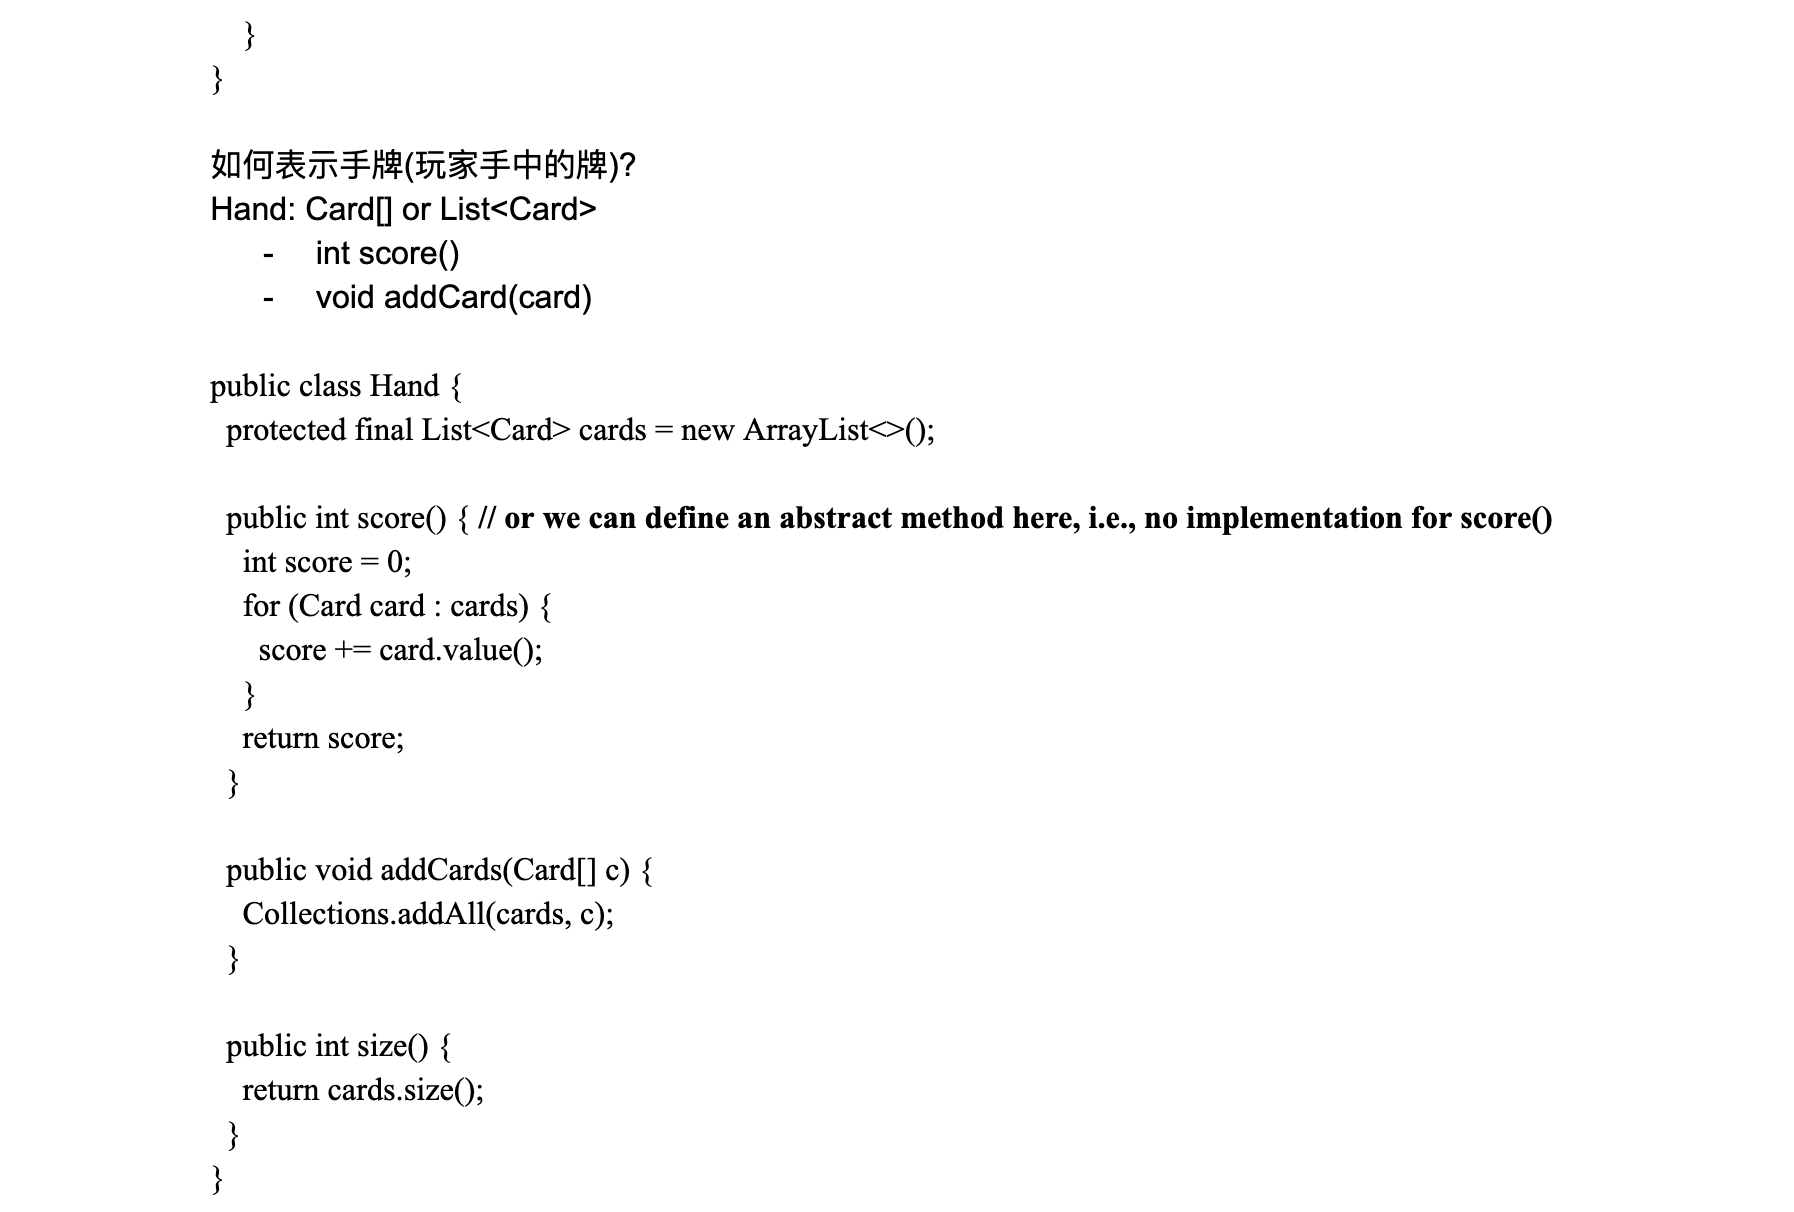 }
}
如何表示手牌(玩家手中的牌)?
Hand: Card[] or List<Card>
- int score()
- void addCard(card)
public class Hand {
protected final List<Card> cards = new ArrayList<>();
public int score() { // or we can define an abstract method here, i.e., no implementation for score()
int score = 0;
for (Card card : cards) {
score += card.value();
}
return score;
}
public void addCards(Card[] c) {
Collections.addAll(cards, c);
}
public int size() {
return cards.size();
}
}